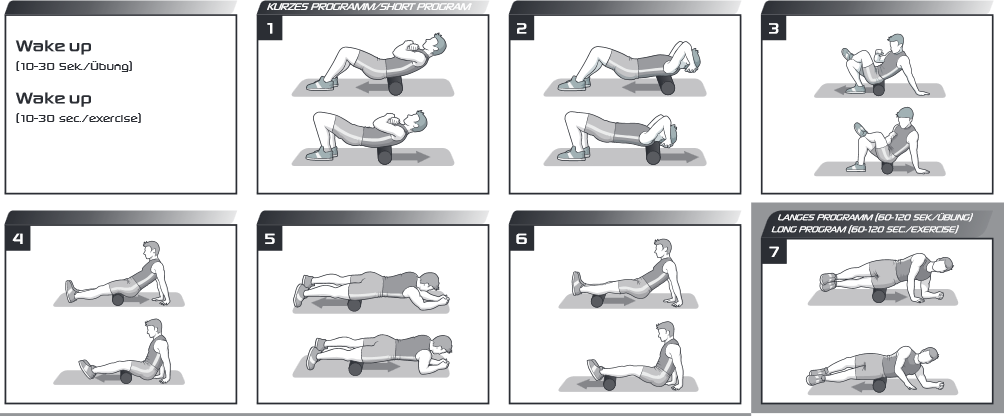 KURZES PROGRAMM/SHORT PROGRAM
Wake up
(10-30 Sek./Übung)
Wake up
(10-30 sec./exercise)
1
2
3
4
5
6
LANGES PROGRAMM (60-120 SEK./ÜBUNG)
LONG PROGRAM (60-120 SEC./EXERCISE)
7